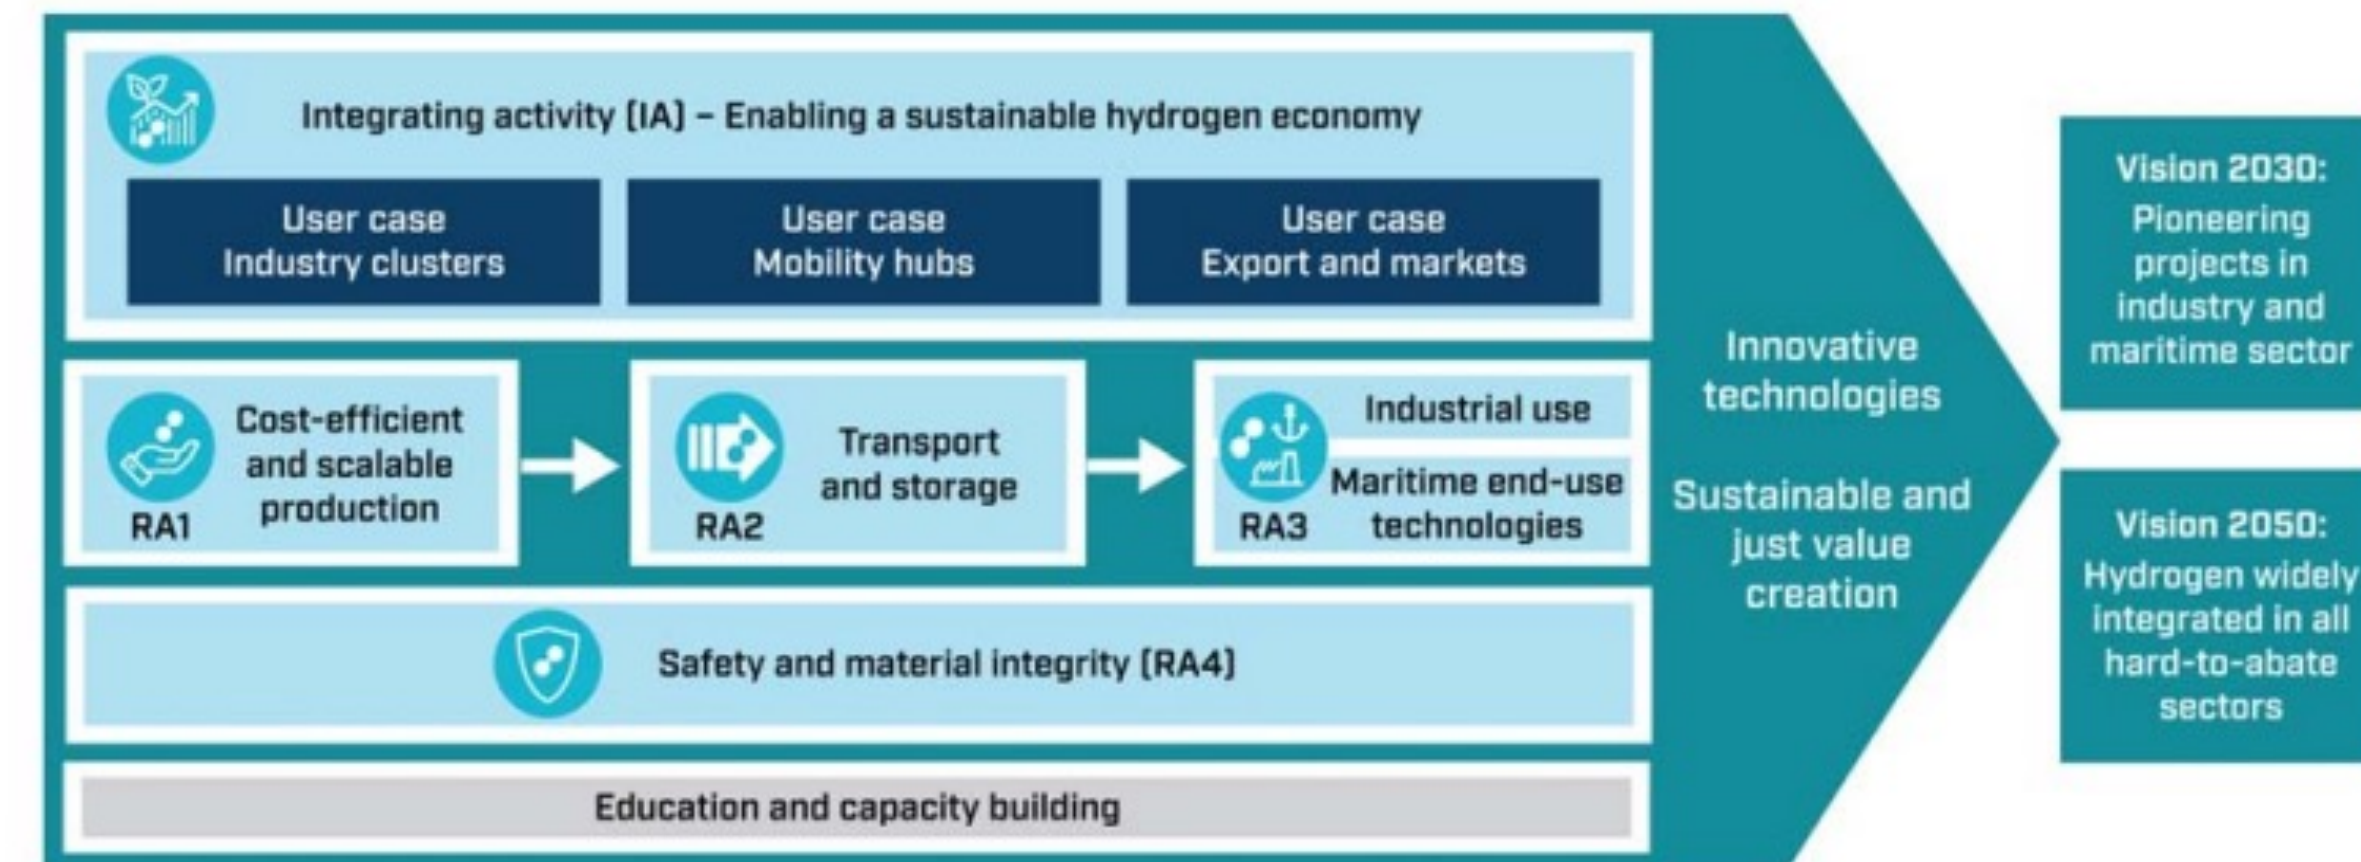 Integrating activity (IA) – Enabling a sustainable hydrogen economy
User case
Industry clusters
User case
Mobility hubs
User case
Export and markets
Cost-efficient
and scalable
production
RA1
Transport
and storage
RA2
Industrial use
Maritime end-use
technologies
RA3
Safety and material integrity (RA4)
Education and capacity building
Innovative
technologies
Sustainable and
just value
creation
Vision 2030:
Pioneering
projects in
industry and
maritime sector
Vision 2050:
Hydrogen widely
integrated in all
hard-to-abate
sectors